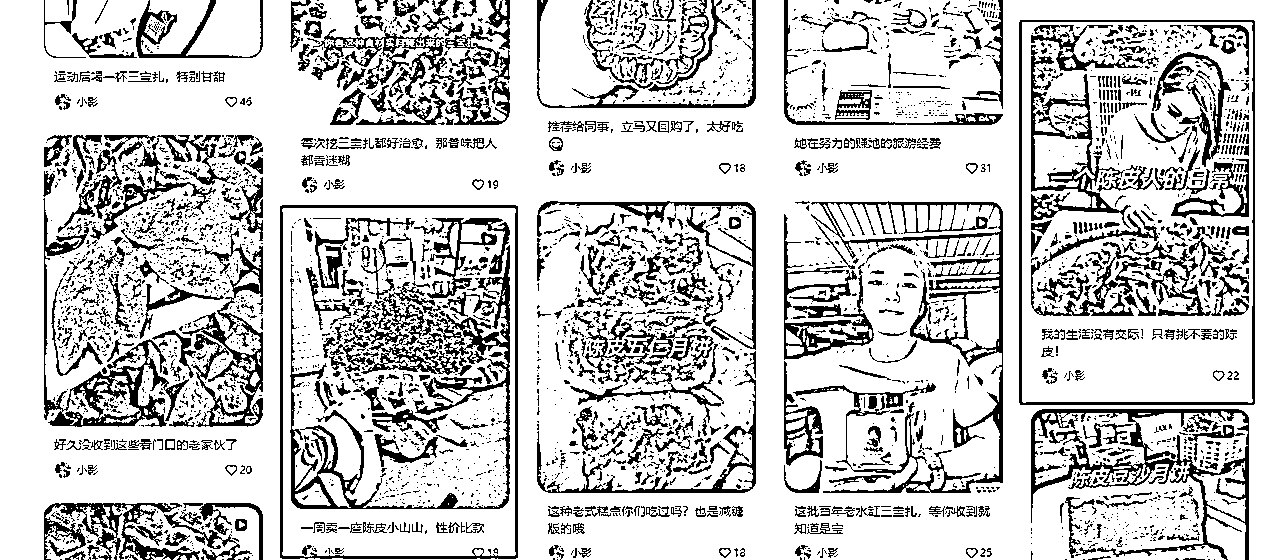 运动后喝一杯三宝扎，特别甘甜
小影
46
好久没收到这些看门口的老家伙了
小影
20
每次挖三宝扎都好治愈，那香味把人
都香迷糊
小影
19
一周卖一座陈皮小山山，性价比款
小影
19
推荐给同事，立马又回购了，太好吃
小影
18
陈皮五仁月饼
这种老式糕点你们吃过吗？也是减糖
版的哦
小影
18
她在努力的赚她的旅游经费
小影
31
这批百年老水缸三宝扎，等你收到就
知道是宝
小影
25
一个陈皮人的日常
我的生活没有交际！只有挑不要的陈
皮！
小影
22
陈皮豆沙月饼